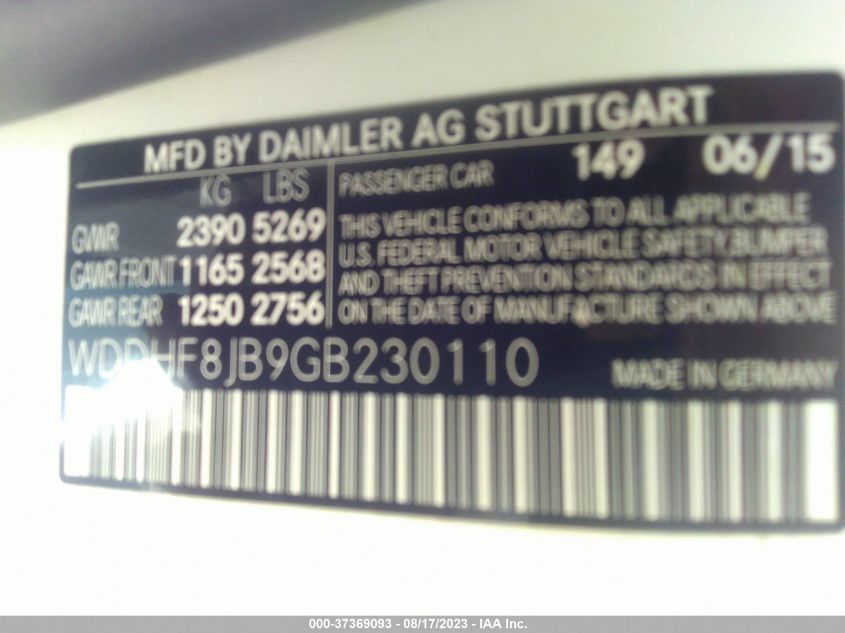 MFD BY DAIMLER AG STUTTGART
KG LBS PASSENGER CAR 149 06/15
GVWR 2390 5269 THIS VEHICLE CONFORMS TO ALL APPLICABLE
U.S. FEDERAL MOTOR VEHICLE SAFETY, BUMPER
GAWR FRONT 1165 2568 AND THEFT PREVENTION STANDARDS IN EFFECT
GAWR REAR 1250 2756 ON THE DATE OF MANUFACTURE SHOWN ABOVE
WDDHF8JB9GB230110 MADE IN GERMANY
000-37369093 - 08/17/2023 - IAA Inc.